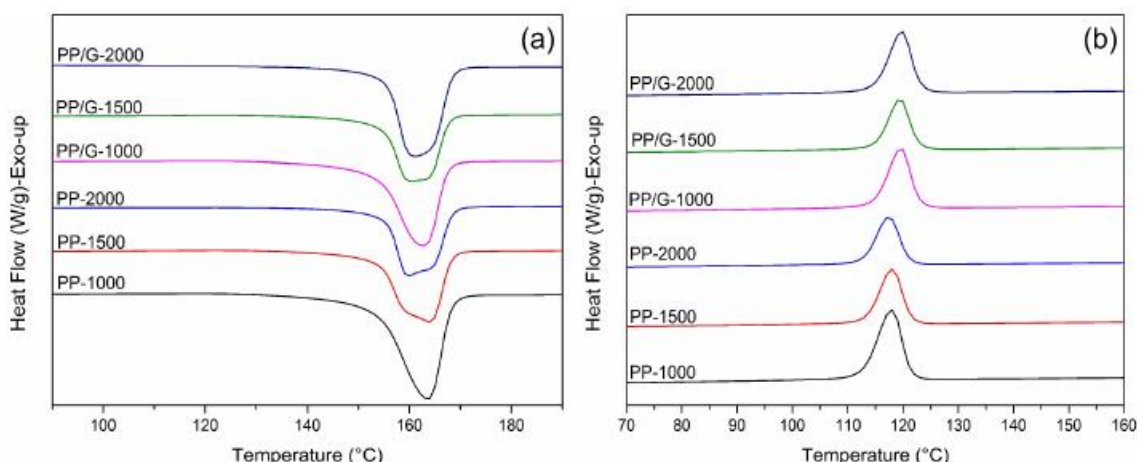 (a)
PP/G-2000
PP/G-1500
PP/G-1000
PP-2000
PP-1500
PP-1000
Heat Flow (W/g)-Exo-up
100 120 140 160 180
Temperature (°C)
(b)
PP/G-2000
PP/G-1500
PP/G-1000
PP-2000
PP-1500
PP-1000
Heat Flow (W/g)-Exo-up
70 80 90 100 110 120 130 140 150 160
Temperature (°C)